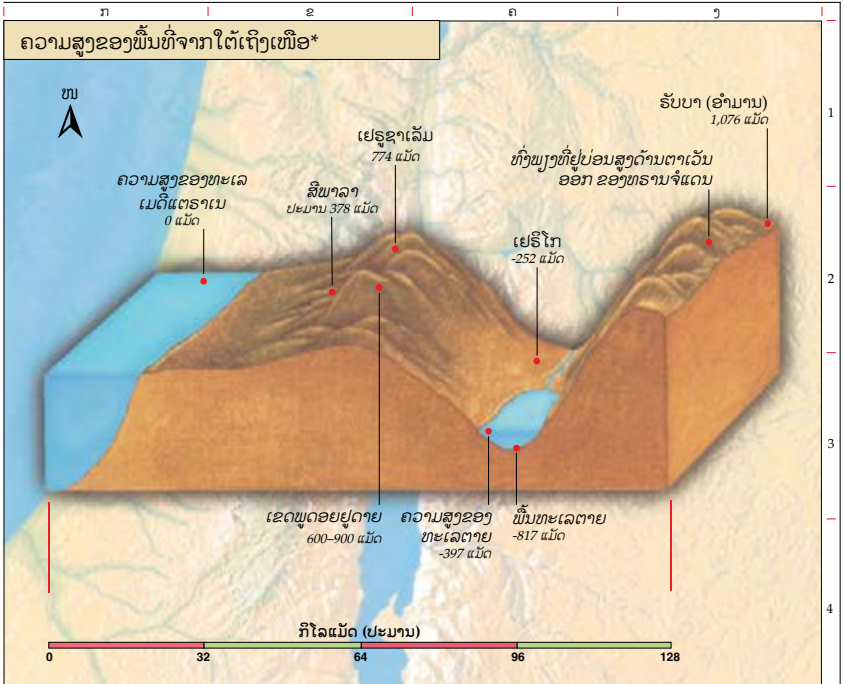 ກ ຂ ຄ ງ
ຄວາມສູງຂອງພື້ນທີ່ຈາກໃຕ້ເຖິງເໜືອ*
ໜ
1
ຣັບບາ (ອຳມານ)
1,076 ແມັດ
ເຢຣູຊາເລັມ
774 ແມັດ
ທົ່ງພຽງທີ່ຢູ່ບ່ອນສູງດ້ານຕາເວັນ
ອອກ ຂອງທຣານຈໍແດນ
ຄວາມສູງຂອງທະເລ
ເມດີແຕຣາເນ
0 ແມັດ
ສີພາລາ
ປະມານ 378 ແມັດ
ເຢຣິໂກ
-252 ແມັດ
2
3
ເຂດພູດອຍຢູດາຍ
600–900 ແມັດ
ຄວາມສູງຂອງ
ທະເລຕາຍ
-397 ແມັດ
ພື້ນທະເລຕາຍ
-817 ແມັດ
4
ກິໂລແມັດ (ປະມານ)
0 32 64 96 128